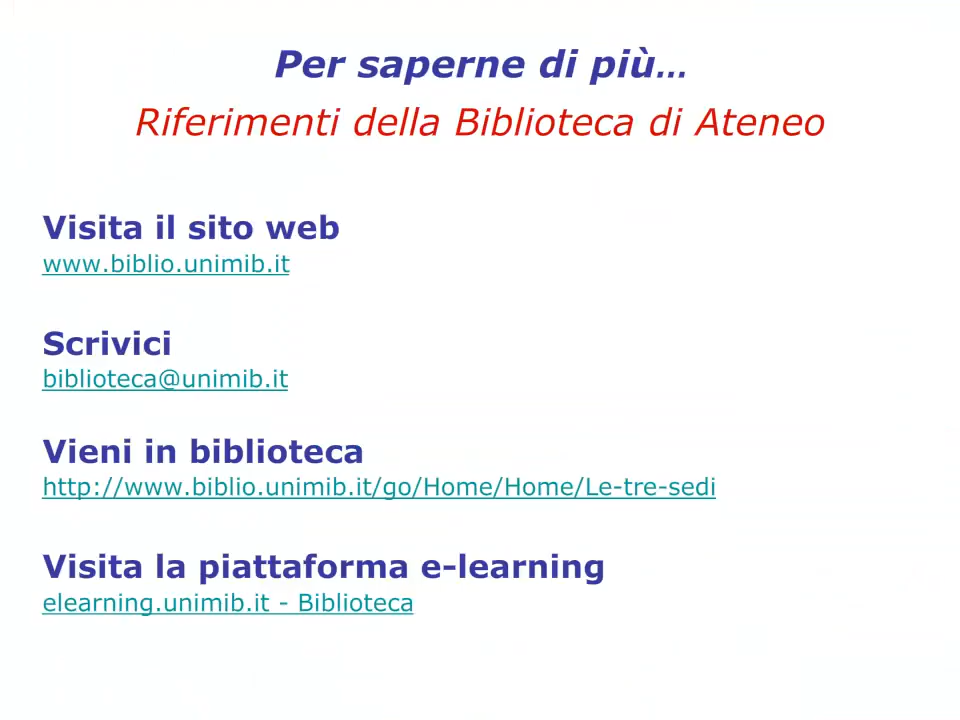 Per saperne di più...
Riferimenti della Biblioteca di Ateneo
Visita il sito web
www.biblio.unimib.it
Scrivici
biblioteca@unimib.it
Vieni in biblioteca
http://www.biblio.unimib.it/go/Home/Home/Le-tre-sedi
Visita la piattaforma e-learning
elearning.unimib.it - Biblioteca